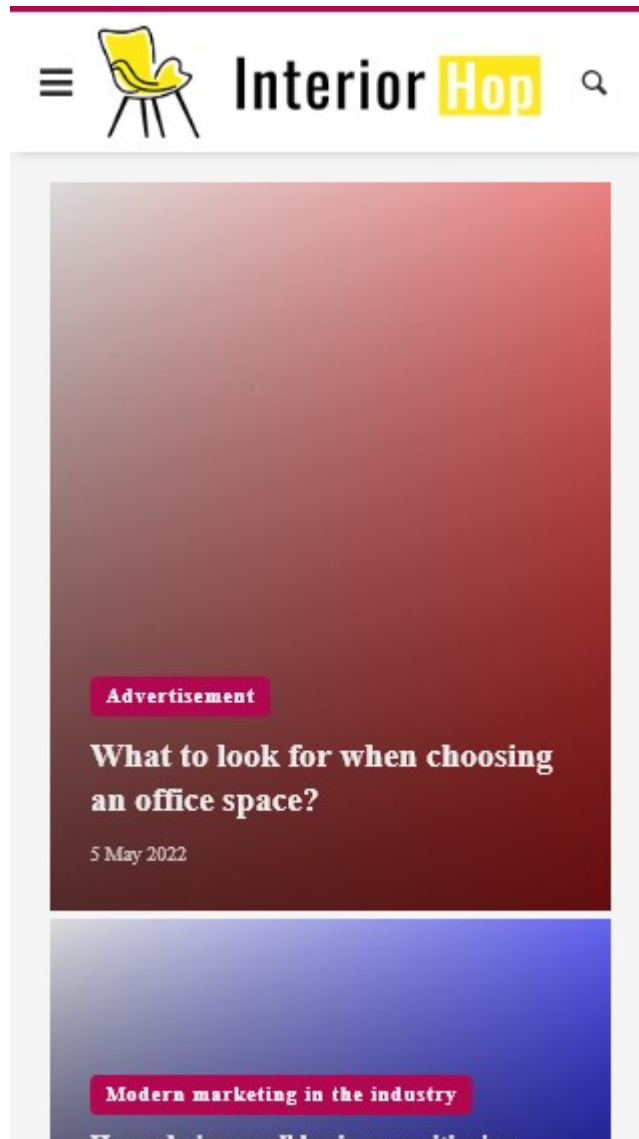 Interior Hop
Advertisement
What to look for when choosing
an office space?
5 May 2022
Modern marketing in the industry